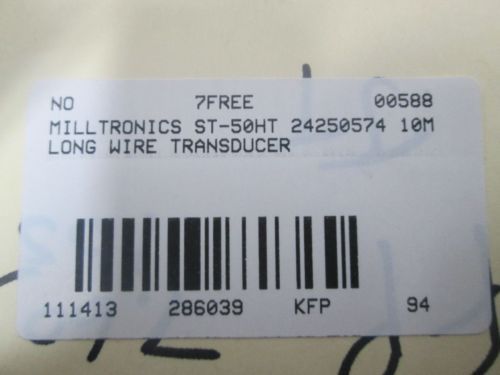 NO 7FREE 00588
MILLTRONICS ST-50HT 24250574 10M
LONG WIRE TRANSDUCER
111413 286039 KFP 94